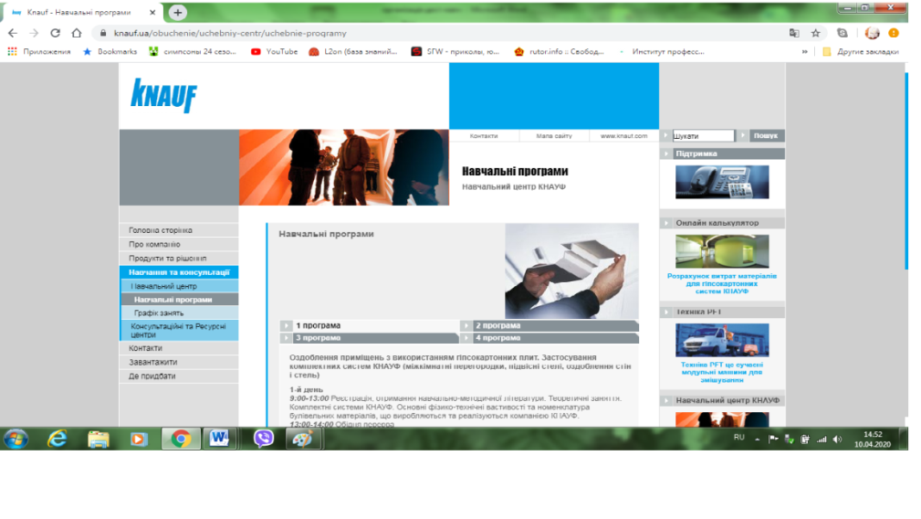 Knauf - Навчальні програми
knauf.ua/obuchenie/uchebniy-centr/uchebnie-programy
Приложения Bookmarks симпсоны 24 сезо... YouTube L2on (база знаний... SFW - приколы, ю... rutor.info :: Свобод... Институт професс... » Другие закладки
KNAUF
Контакти Мапа сайту www.knauf.com
Шукати Пошук
Навчальні програми
Навчальний центр КНАУФ
Підтримка
Головна сторінка
Про компанію
Продукти та рішення
Навчання та консультації
Навчальний центр
Навчальні програми
Графік занять
Консультаційні та Ресурсні
центри
Контакти
Завантажити
Де придбати
Навчальні програми
1 програма 2 програма
3 програма 4 програма
Оздоблення приміщень з використанням гіпсокартонних плит. Застосування
комплектних систем КНАУФ (міжкімнатні перегородки, підвісні стелі, оздоблення стін
і стель)
1-й день
9:00-13:00 Реєстрація, отримання навчально-методичної літератури. Теоретичні заняття.
Комплектні системи КНАУФ. Основні фізико-технічні властивості та номенклатура
будівельних матеріалів, що виробляються та реалізуються компанією КНАУФ.
13:00-14:00 Обідня перерва
Онлайн калькулятор
Розрахунок витрат матеріалів
для гіпсокартонних
систем КНАУФ
Техніка PFT
Техніка PFT це сучасні
модульні машини для
змішування
Навчальний центр КНАУФ
RU 14:52
10.04.2020